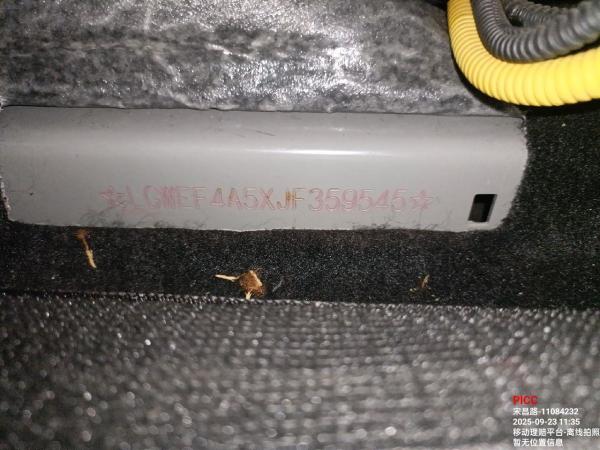 ☆LGWEF4A5XJF359545☆
PICC
宋昌路-11084232
2025-09-23 11:35
移动理赔平台-离线拍照
暂无位置信息